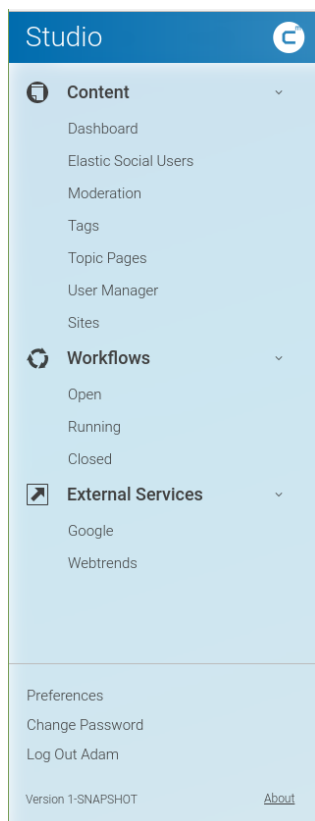 Studio
Content
Dashboard
Elastic Social Users
Moderation
Tags
Topic Pages
User Manager
Sites
Workflows
Open
Running
Closed
External Services
Google
Webtrends
Preferences
Change Password
Log Out Adam
Version 1-SNAPSHOT About